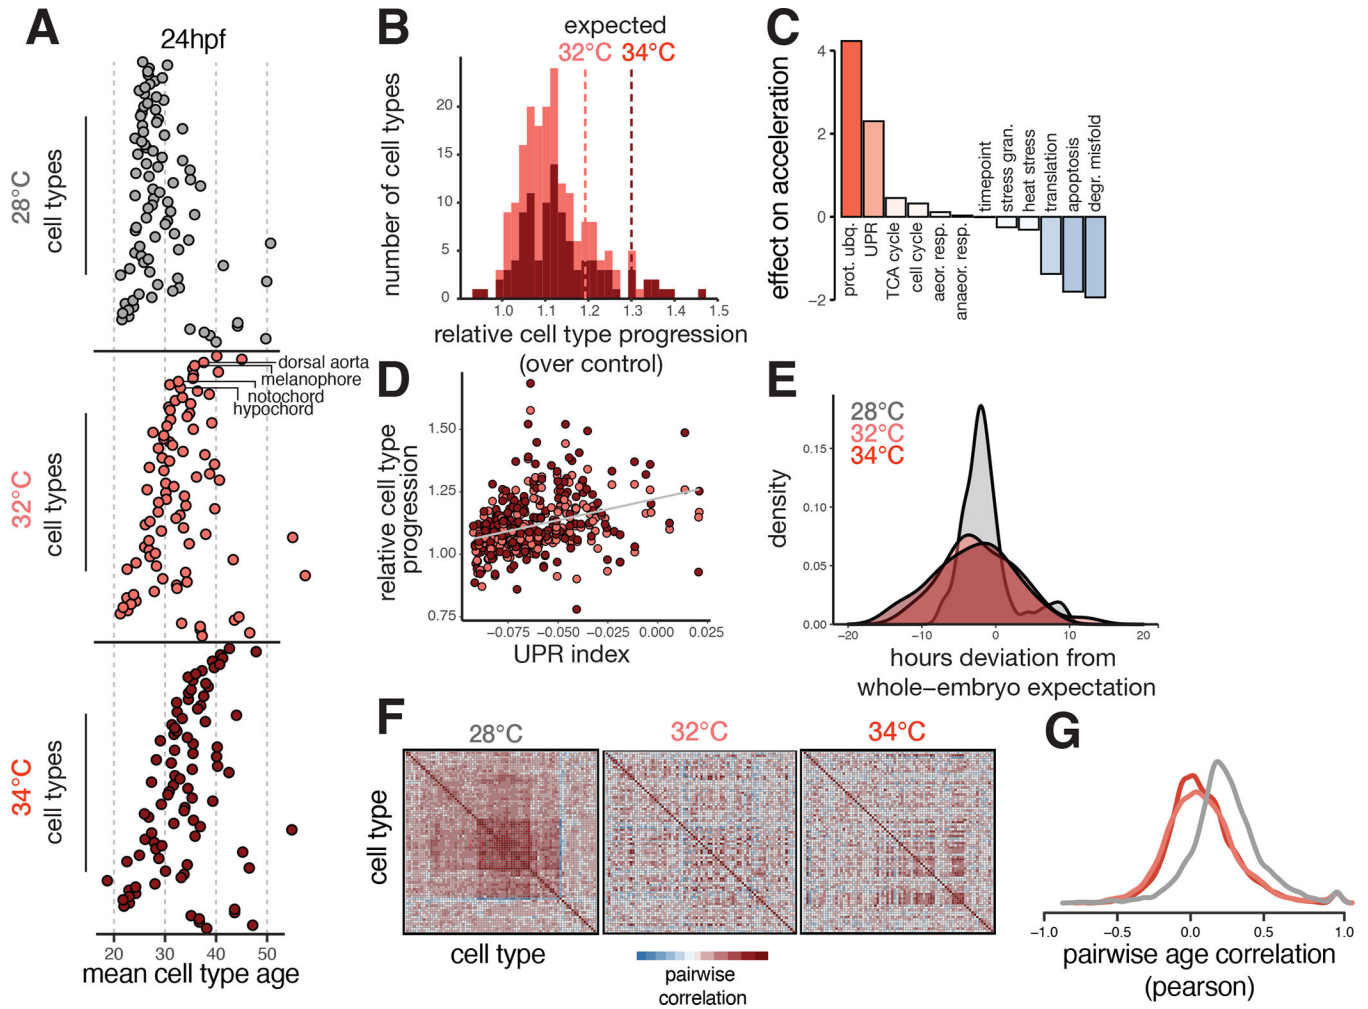 A
24hpf
28°C
cell types
32°C
cell types
34°C
cell types
dorsal aorta
melanophore
notochord
hypochord
20
30
40
50
mean cell type age
B
expected
32°C
34°C
number of cell types
20
15
10
5
0
1.0
1.1
1.2
1.3
1.4
1.5
relative cell type progression
(over control)
C
effect on acceleration
4
2
0
−2
prot. ubq.
UPR
TCA cycle
cell cycle
aeor. resp.
anaeor. resp.
timepoint
stress gran.
heat stress
translation
apoptosis
degr. misfold
D
relative cell type
progression
1.50
1.25
1.00
0.75
−0.075
−0.050
−0.025
0.000
0.025
UPR index
E
28°C
32°C
34°C
density
0.15
0.10
0.05
0.00
−20
−10
0
10
20
hours deviation from
whole−embryo expectation
F
28°C
32°C
34°C
cell type
cell type
pairwise
correlation
G
−1.0
−0.5
0.0
0.5
1.0
pairwise age correlation
(pearson)